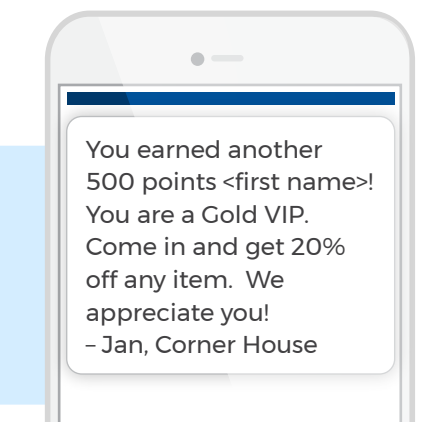 You earned another
500 points <first name>!
You are a Gold VIP.
Come in and get 20%
off any item.  We
appreciate you!
– Jan, Corner House